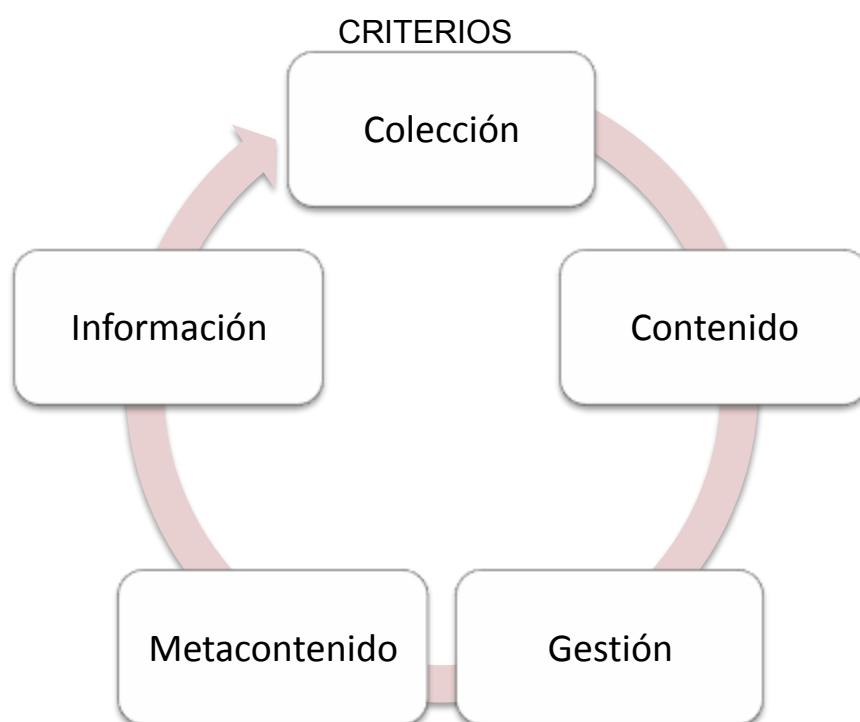 CRITERIOS
Colección
Información
Contenido
Metacontenido
Gestión